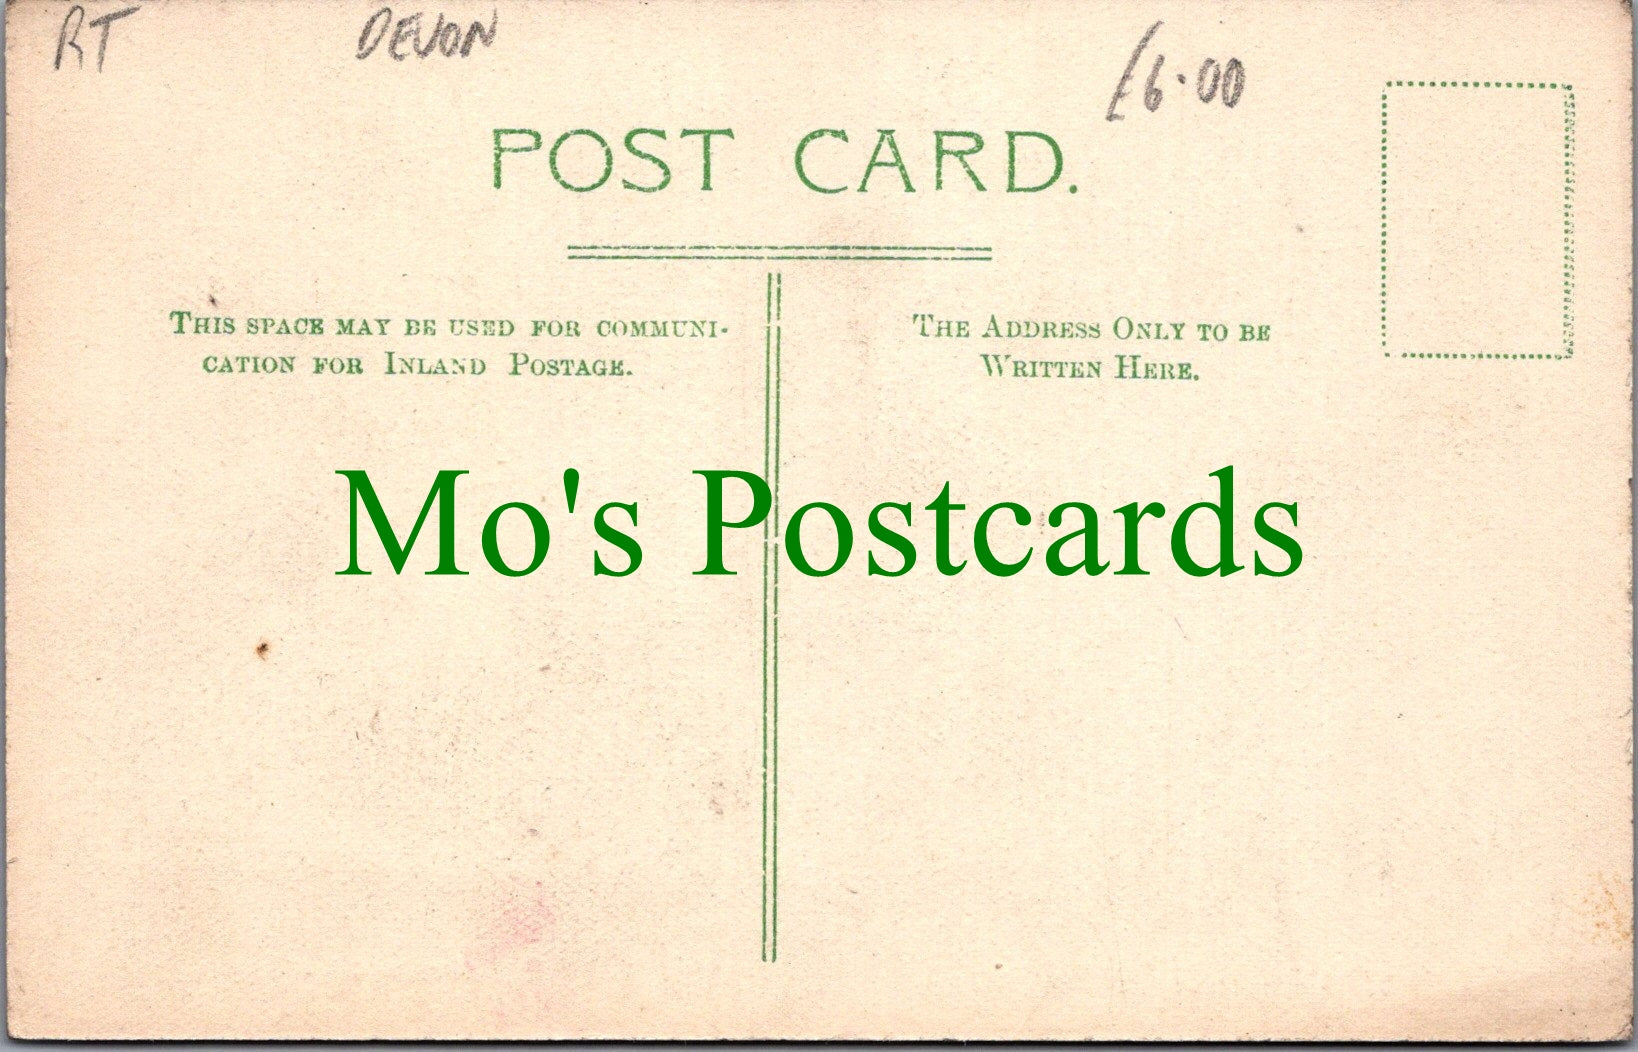 RT DEVON £6.00
POST CARD.
THIS SPACE MAY BE USED FOR COMMUNI-
CATION FOR INLAND POSTAGE.
THE ADDRESS ONLY TO BE
WRITTEN HERE.
Mo's Postcards